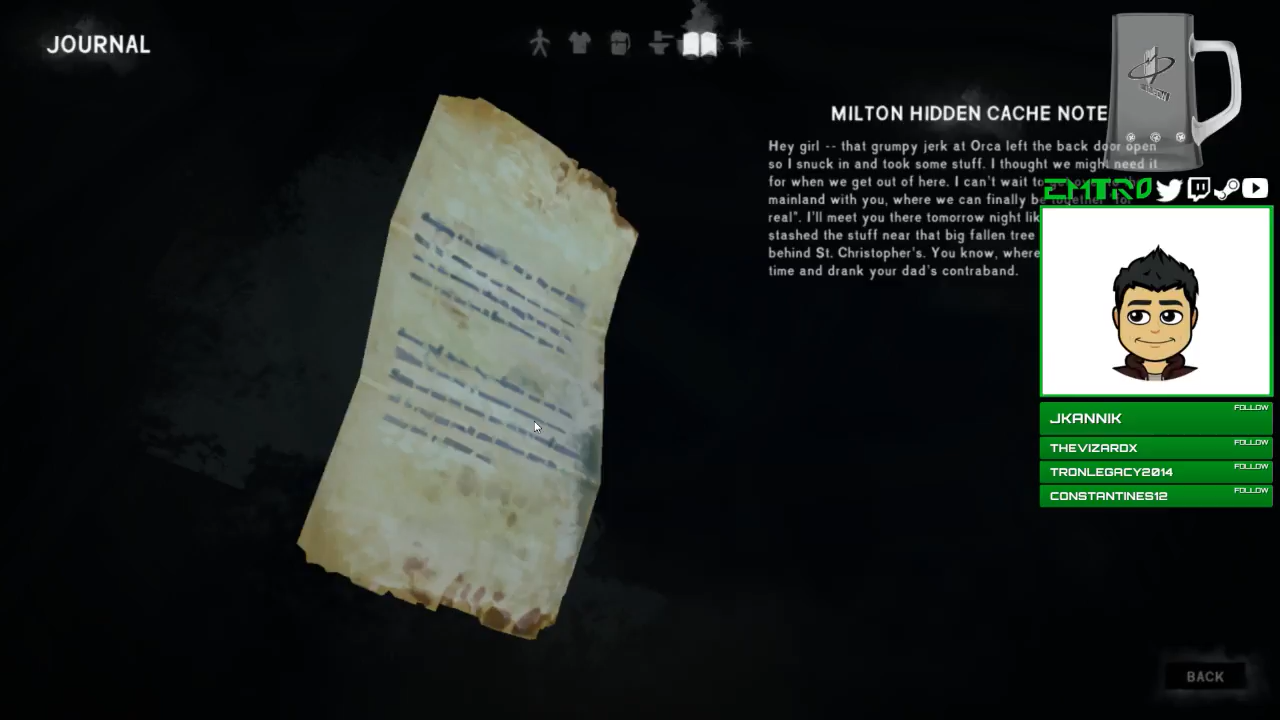 JOURNAL
MILTON HIDDEN CACHE NOTE
Hey girl -- that grumpy jerk at Orca left the back door open
so I snuck in and took some stuff. I thought we might need it
for when we get out of here. I can't wait to
mainland with you, where we can finally be together "for
real". I'll meet you there tomorrow night
stashed the stuff near that big fallen tree
behind St. Christopher's. You know, where
time and drank your dad's contraband.
EMTRO
JKANNIK FOLLOW
THEVIZARDX FOLLOW
TRONLEGACY2014 FOLLOW
CONSTANTINES12 FOLLOW
BACK